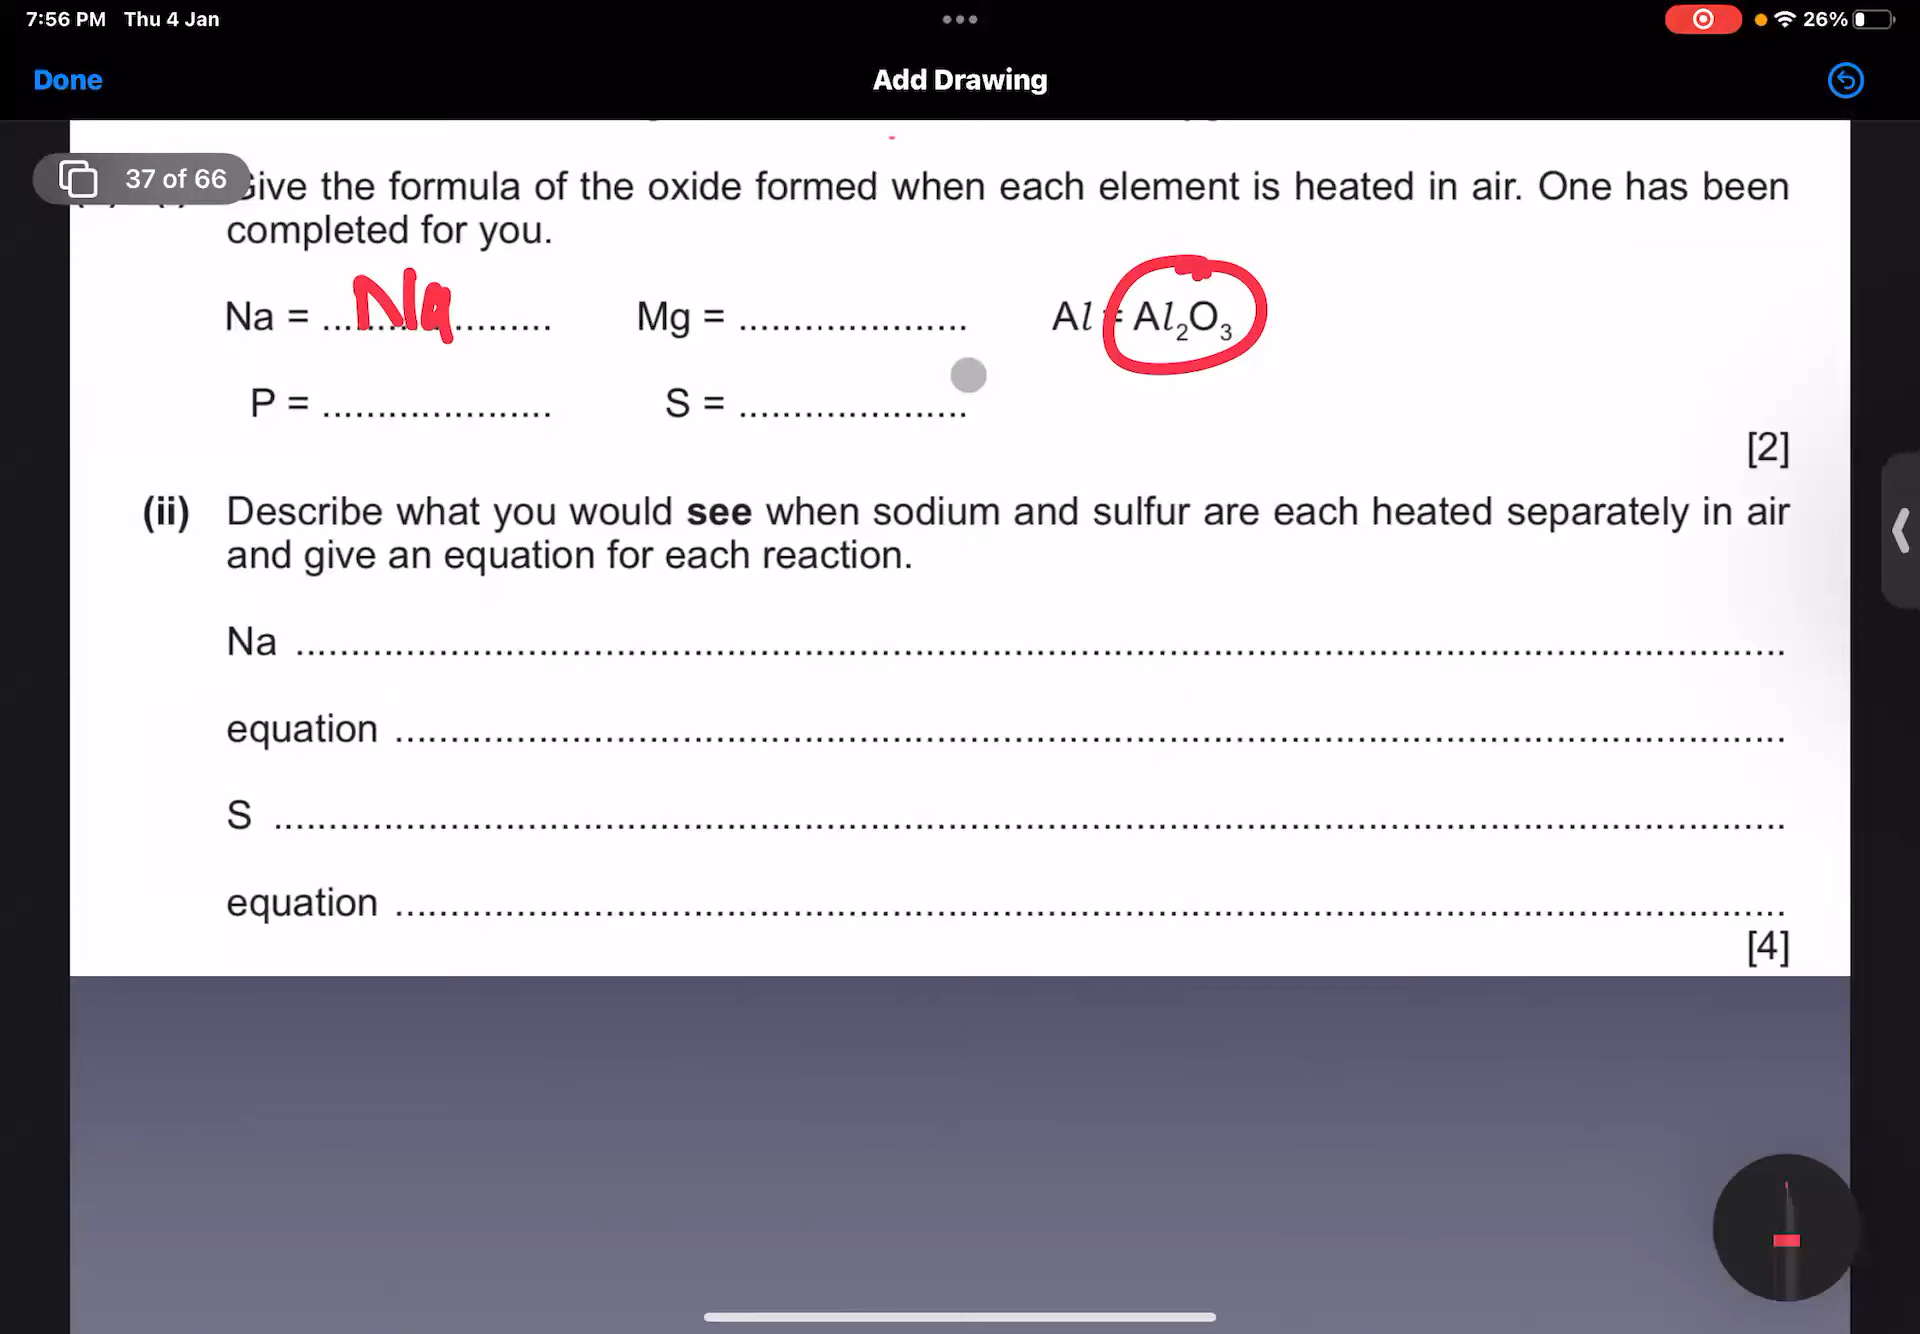 7:56 PM Thu 4 Jan
26%
Done
Add Drawing
37 of 66
Give the formula of the oxide formed when each element is heated in air. One has been
completed for you.
Na = ...Na......... Mg = ..................... Al = Al₂O₃
P = ..................... S = .....................
[2]
(ii) Describe what you would see when sodium and sulfur are each heated separately in air
and give an equation for each reaction.
Na ..........................................................................................
equation ..........................................................................................
S ..........................................................................................
equation ..........................................................................................
[4]